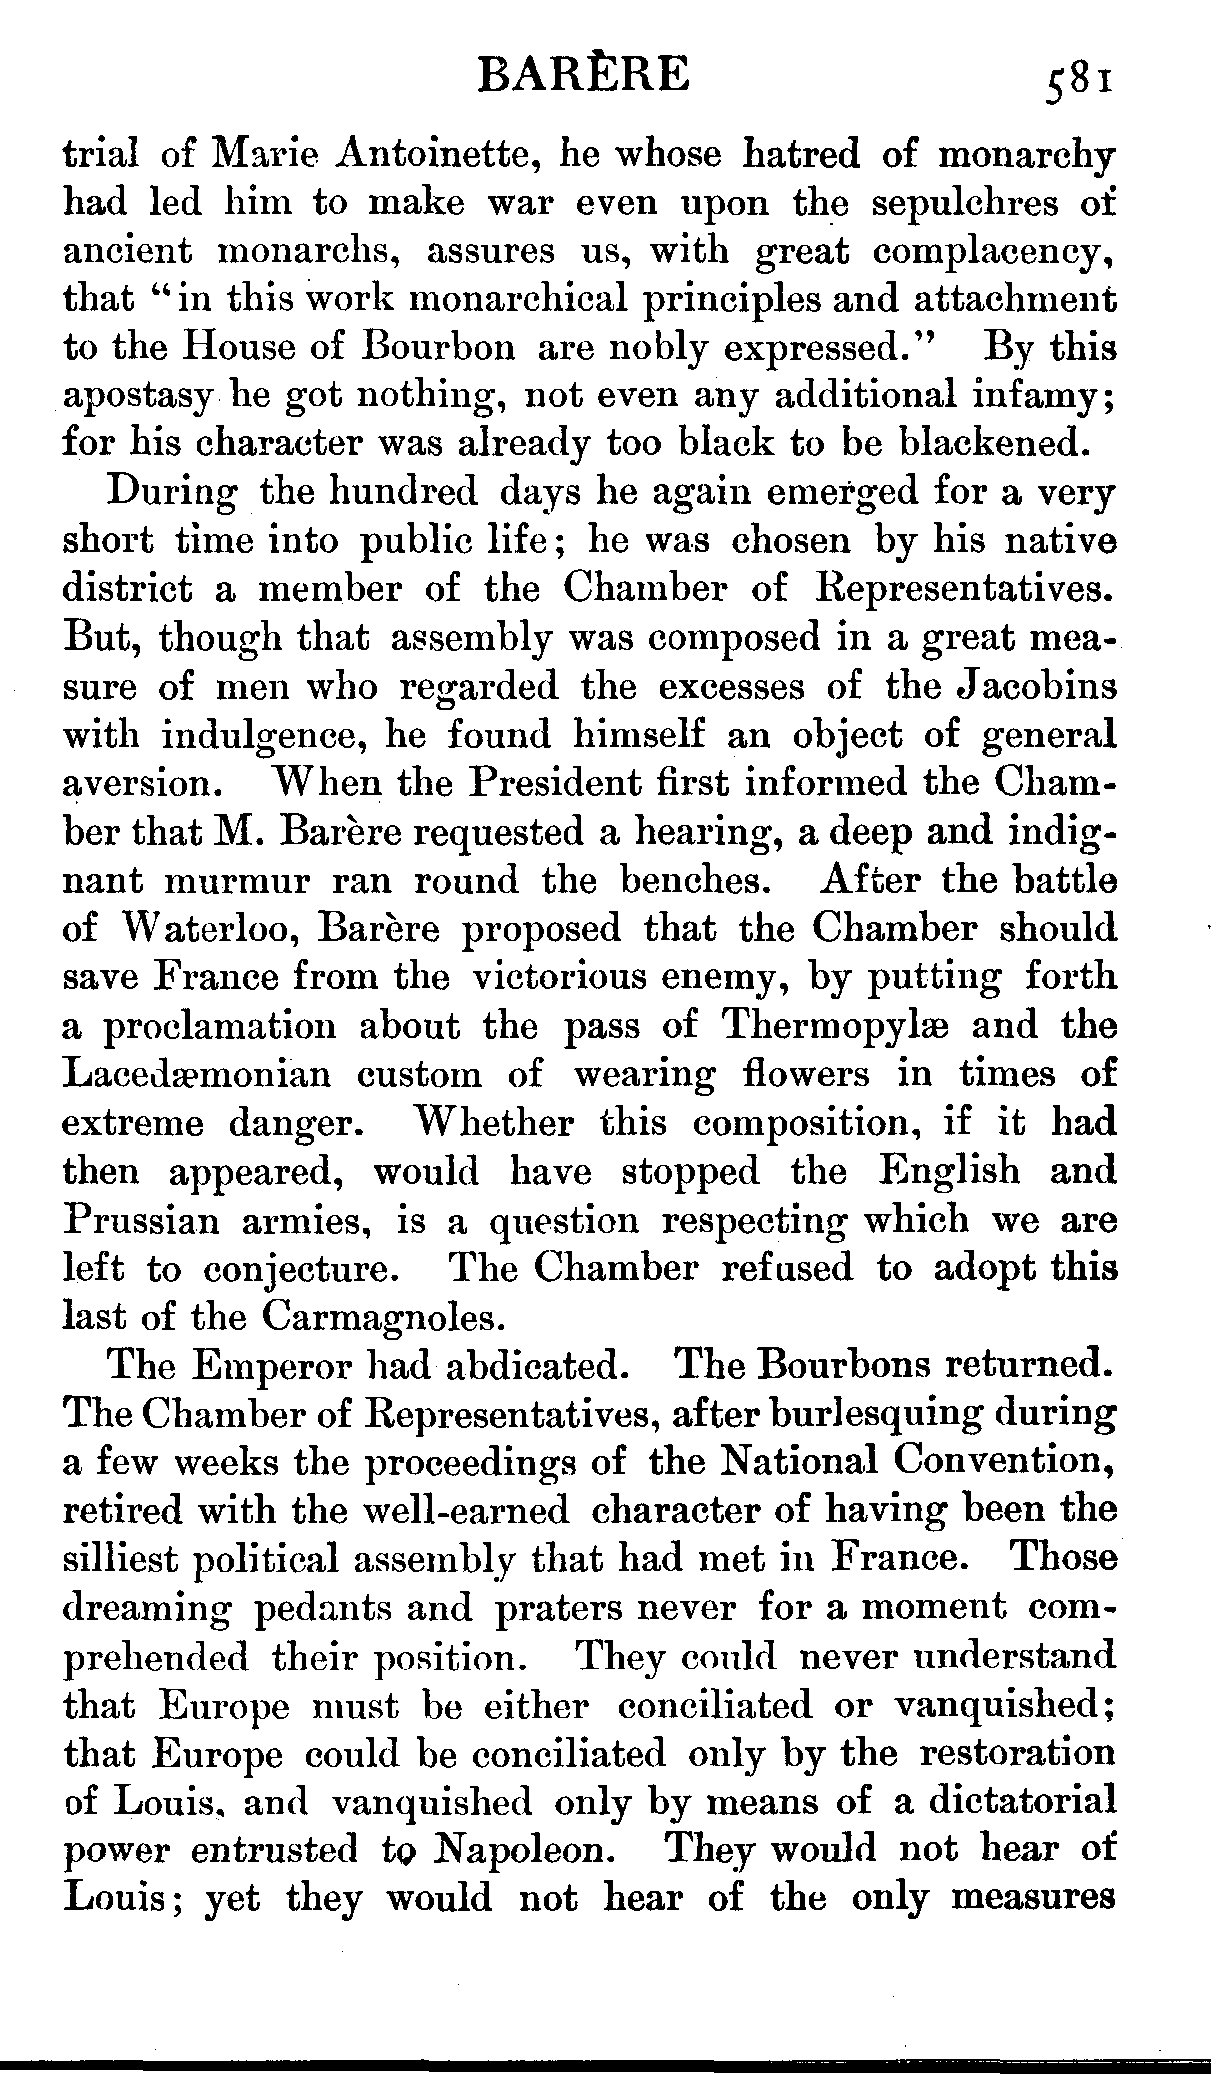 BARÈRE 581
trial of Marie Antoinette, he whose hatred of monarchy
had led him to make war even upon the sepulchres of
ancient monarchs, assures us, with great complacency,
that “in this work monarchical principles and attachment
to the House of Bourbon are nobly expressed.” By this
apostasy he got nothing, not even any additional infamy;
for his character was already too black to be blackened.
During the hundred days he again emerged for a very
short time into public life; he was chosen by his native
district a member of the Chamber of Representatives.
But, though that assembly was composed in a great mea-
sure of men who regarded the excesses of the Jacobins
with indulgence, he found himself an object of general
aversion. When the President first informed the Cham-
ber that M. Barère requested a hearing, a deep and indig-
nant murmur ran round the benches. After the battle
of Waterloo, Barère proposed that the Chamber should
save France from the victorious enemy, by putting forth
a proclamation about the pass of Thermopylæ and the
Lacedæmonian custom of wearing flowers in times of
extreme danger. Whether this composition, if it had
then appeared, would have stopped the English and
Prussian armies, is a question respecting which we are
left to conjecture. The Chamber refused to adopt this
last of the Carmagnoles.
The Emperor had abdicated. The Bourbons returned.
The Chamber of Representatives, after burlesquing during
a few weeks the proceedings of the National Convention,
retired with the well-earned character of having been the
silliest political assembly that had met in France. Those
dreaming pedants and praters never for a moment com-
prehended their position. They could never understand
that Europe must be either conciliated or vanquished;
that Europe could be conciliated only by the restoration
of Louis, and vanquished only by means of a dictatorial
power entrusted to Napoleon. They would not hear of
Louis; yet they would not hear of the only measures